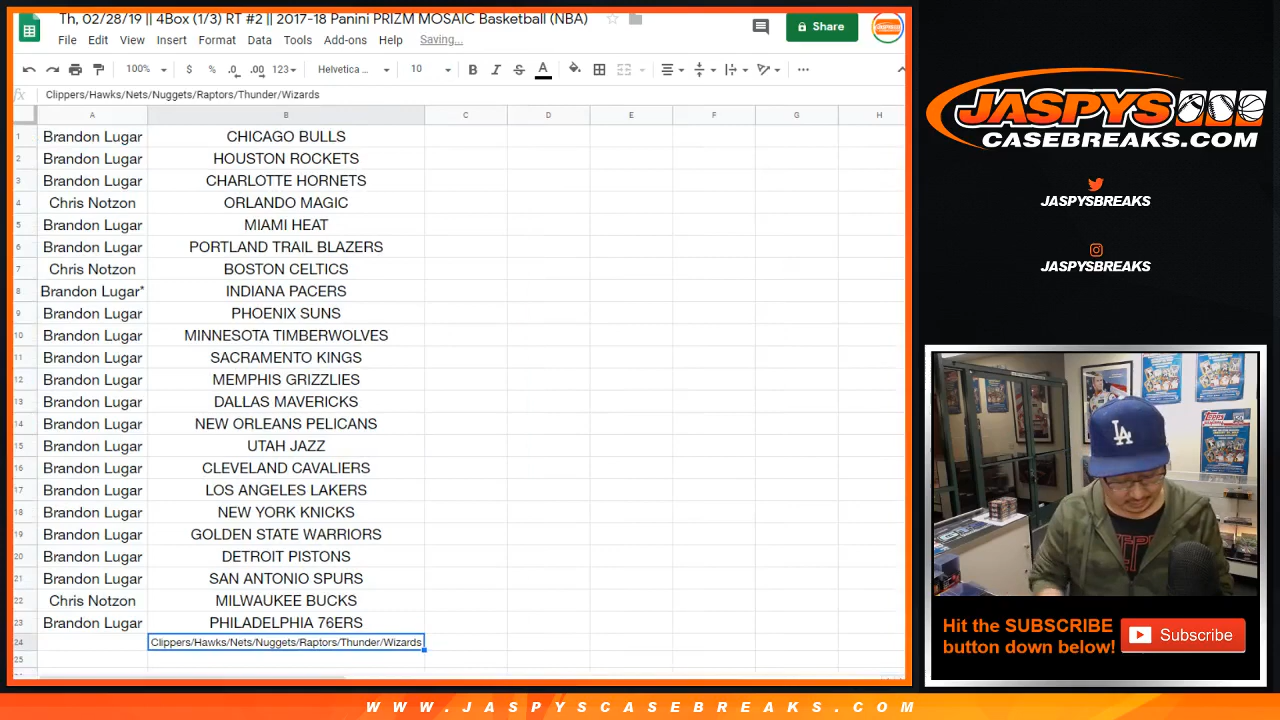 Th, 02/28/19 || 4Box (1/3) RT #2 || 2017-18 Panini PRIZM MOSAIC Basketball (NBA)
File Edit View Insert Format Data Tools Add-ons Help Saving...
Share
100% $ % .0 .00 123 Helvetica ... 10 B I S A
fx Clippers/Hawks/Nets/Nuggets/Raptors/Thunder/Wizards
A B C D E F G H
1 Brandon Lugar CHICAGO BULLS
2 Brandon Lugar HOUSTON ROCKETS
3 Brandon Lugar CHARLOTTE HORNETS
4 Chris Notzon ORLANDO MAGIC
5 Brandon Lugar MIAMI HEAT
6 Brandon Lugar PORTLAND TRAIL BLAZERS
7 Chris Notzon BOSTON CELTICS
8 Brandon Lugar* INDIANA PACERS
9 Brandon Lugar PHOENIX SUNS
10 Brandon Lugar MINNESOTA TIMBERWOLVES
11 Brandon Lugar SACRAMENTO KINGS
12 Brandon Lugar MEMPHIS GRIZZLIES
13 Brandon Lugar DALLAS MAVERICKS
14 Brandon Lugar NEW ORLEANS PELICANS
15 Brandon Lugar UTAH JAZZ
16 Brandon Lugar CLEVELAND CAVALIERS
17 Brandon Lugar LOS ANGELES LAKERS
18 Brandon Lugar NEW YORK KNICKS
19 Brandon Lugar GOLDEN STATE WARRIORS
20 Brandon Lugar DETROIT PISTONS
21 Brandon Lugar SAN ANTONIO SPURS
22 Chris Notzon MILWAUKEE BUCKS
23 Brandon Lugar PHILADELPHIA 76ERS
24 Clippers/Hawks/Nets/Nuggets/Raptors/Thunder/Wizards
25
JASPYS
CASEBREAKS.COM
JASPYSBREAKS
JASPYSBREAKS
LA
Topps
Hit the SUBSCRIBE
button down below!
Subscribe
WWW.JASPYSCASEBREAKS.COM